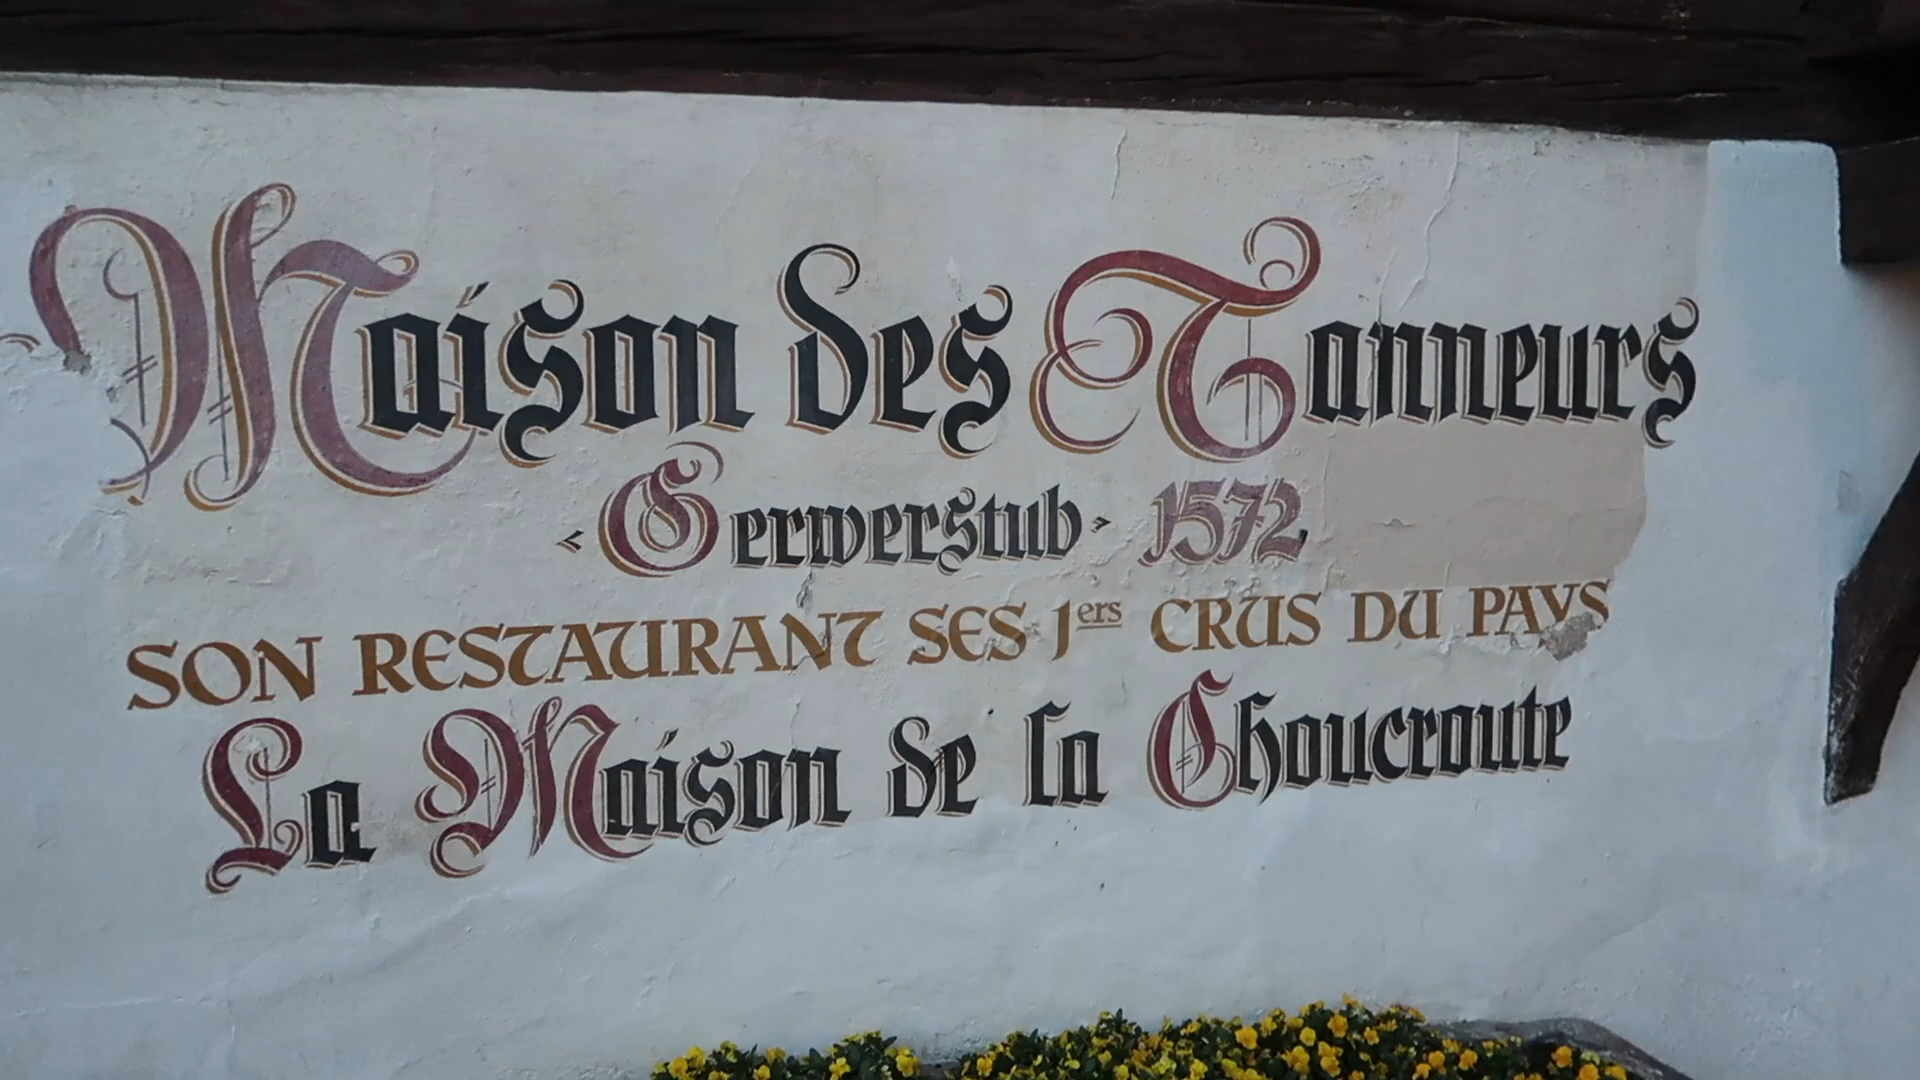 Maison des Tanneurs
‹ Gerwerstub › 1572
SON RESTAURANT SES 1ers CRUS DU PAYS
La Maison de la Choucroute